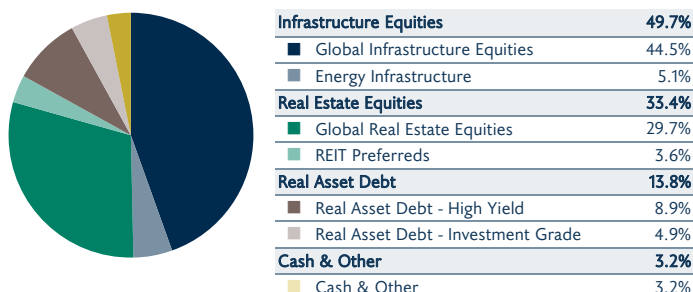 Infrastructure Equities 49.7%
Global Infrastructure Equities 44.5%
Energy Infrastructure 5.1%
Real Estate Equities 33.4%
Global Real Estate Equities 29.7%
REIT Preferreds 3.6%
Real Asset Debt 13.8%
Real Asset Debt - High Yield 8.9%
Real Asset Debt - Investment Grade 4.9%
Cash & Other 3.2%
Cash & Other 3.2%